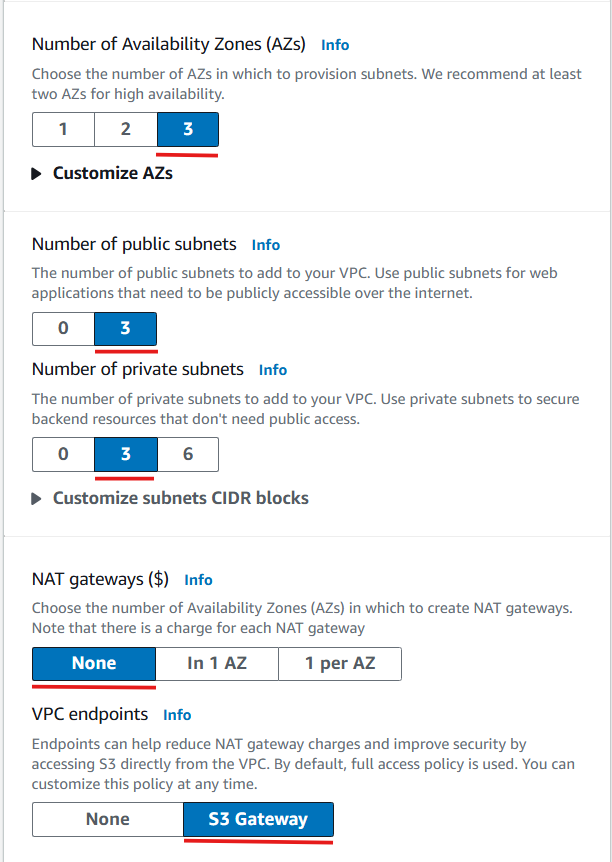 Number of Availability Zones (AZs) Info
Choose the number of AZs in which to provision subnets. We recommend at least
two AZs for high availability.
1 2 3
Customize AZs
Number of public subnets Info
The number of public subnets to add to your VPC. Use public subnets for web
applications that need to be publicly accessible over the internet.
0 3
Number of private subnets Info
The number of private subnets to add to your VPC. Use private subnets to secure
backend resources that don't need public access.
0 3 6
Customize subnets CIDR blocks
NAT gateways ($) Info
Choose the number of Availability Zones (AZs) in which to create NAT gateways.
Note that there is a charge for each NAT gateway
None In 1 AZ 1 per AZ
VPC endpoints Info
Endpoints can help reduce NAT gateway charges and improve security by
accessing S3 directly from the VPC. By default, full access policy is used. You can
customize this policy at any time.
None S3 Gateway